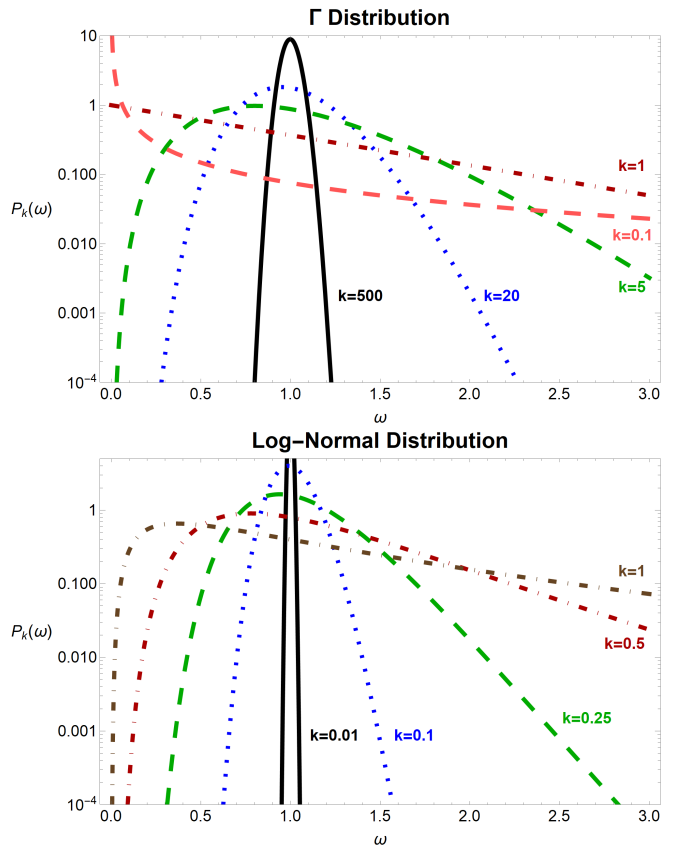 Γ Distribution
10
1
0.100
0.010
0.001
10⁻⁴
P_k(ω)
k=1
k=0.1
k=5
k=20
k=500
0.0 0.5 1.0 1.5 2.0 2.5 3.0
ω
Log-Normal Distribution
1
0.100
0.010
0.001
10⁻⁴
P_k(ω)
k=1
k=0.5
k=0.25
k=0.01
k=0.1
0.0 0.5 1.0 1.5 2.0 2.5 3.0
ω